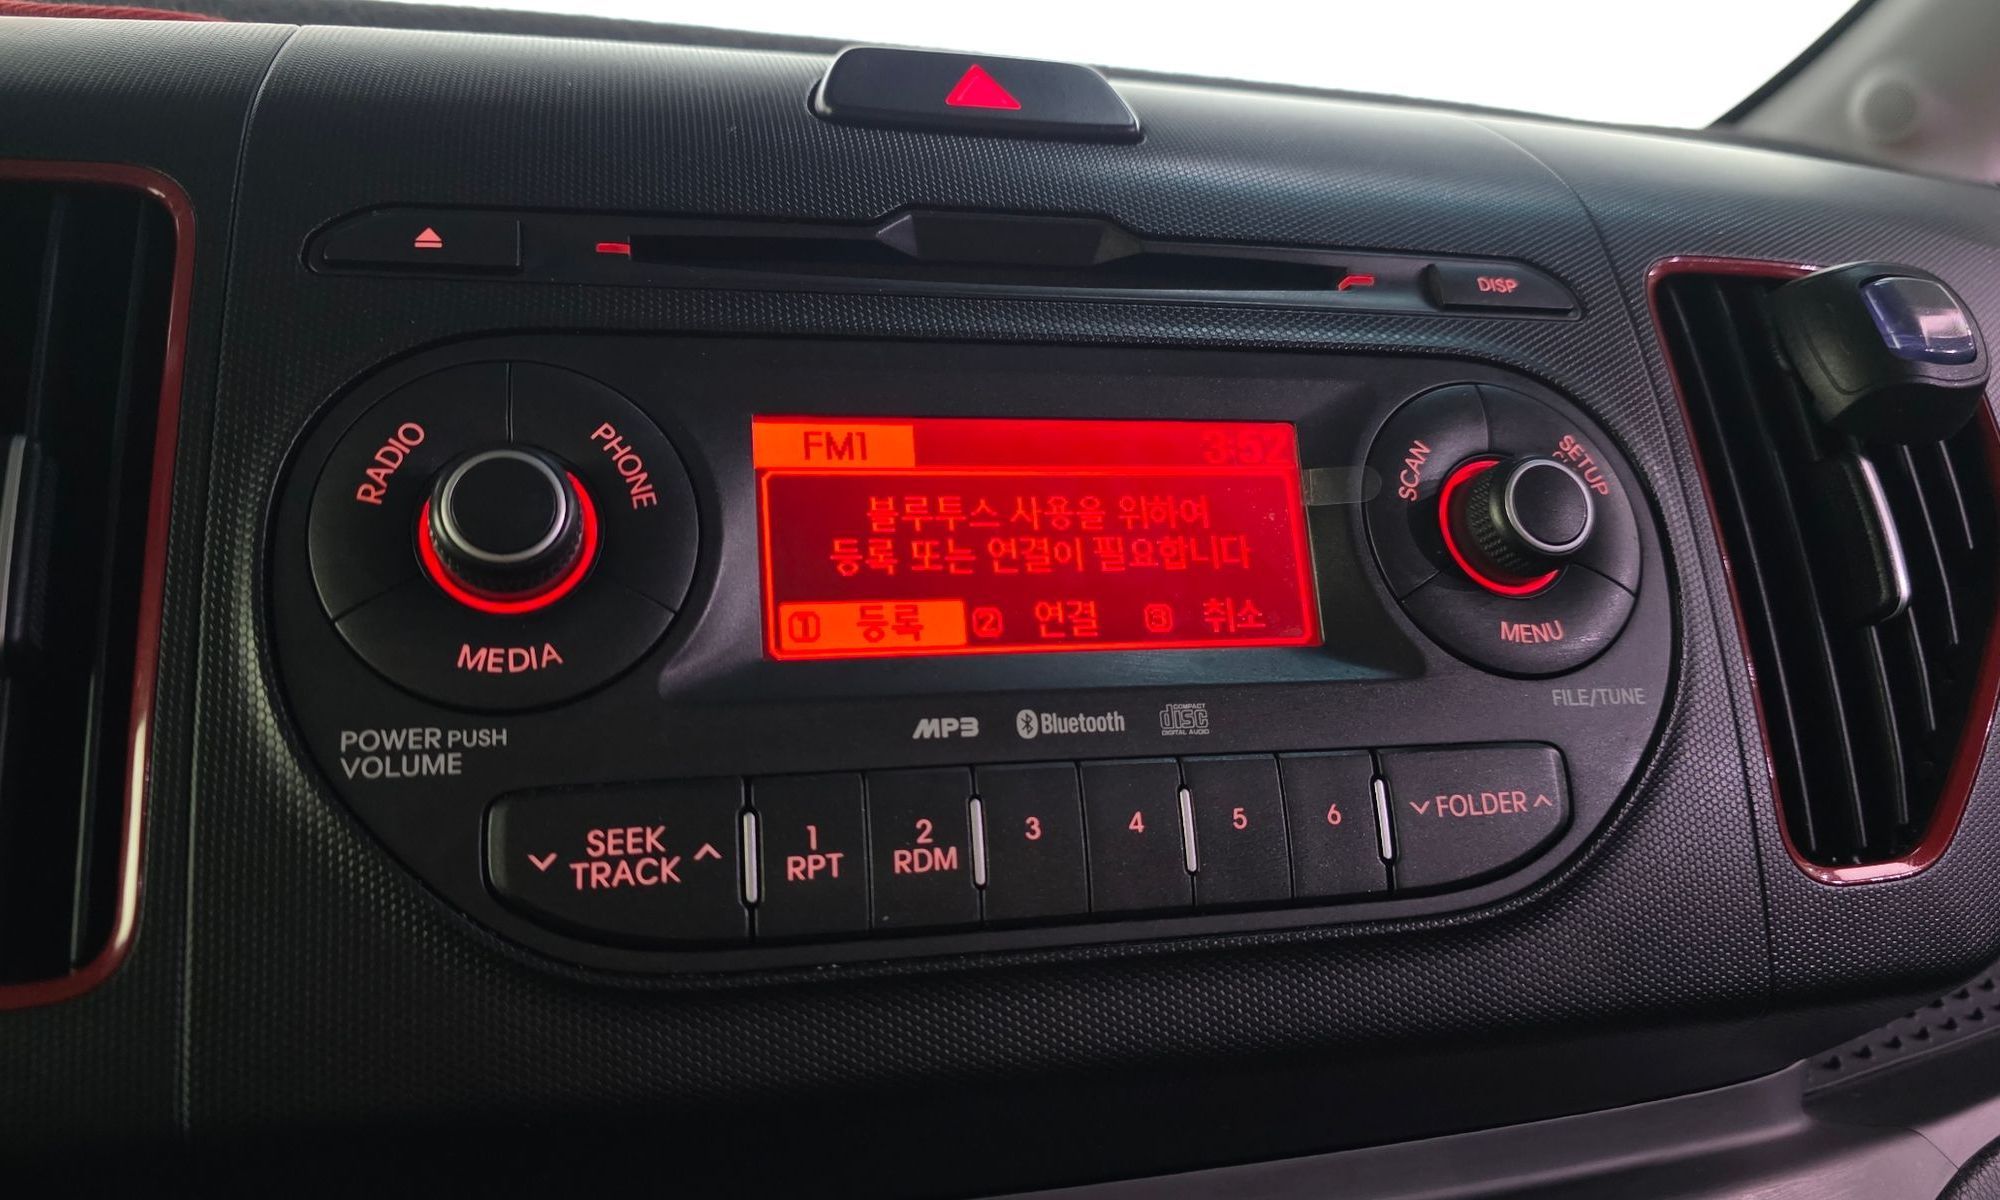 DISP
RADIO
PHONE
MEDIA
POWER PUSH
VOLUME
FM1 3:52
블루투스 사용을 위하여
등록 또는 연결이 필요합니다
1 등록 2 연결 3 취소
SCAN
SETUP
MENU
FILE/TUNE
MP3 Bluetooth COMPACT disc DIGITAL AUDIO
SEEK
TRACK
1
RPT
2
RDM
3
4
5
6
FOLDER